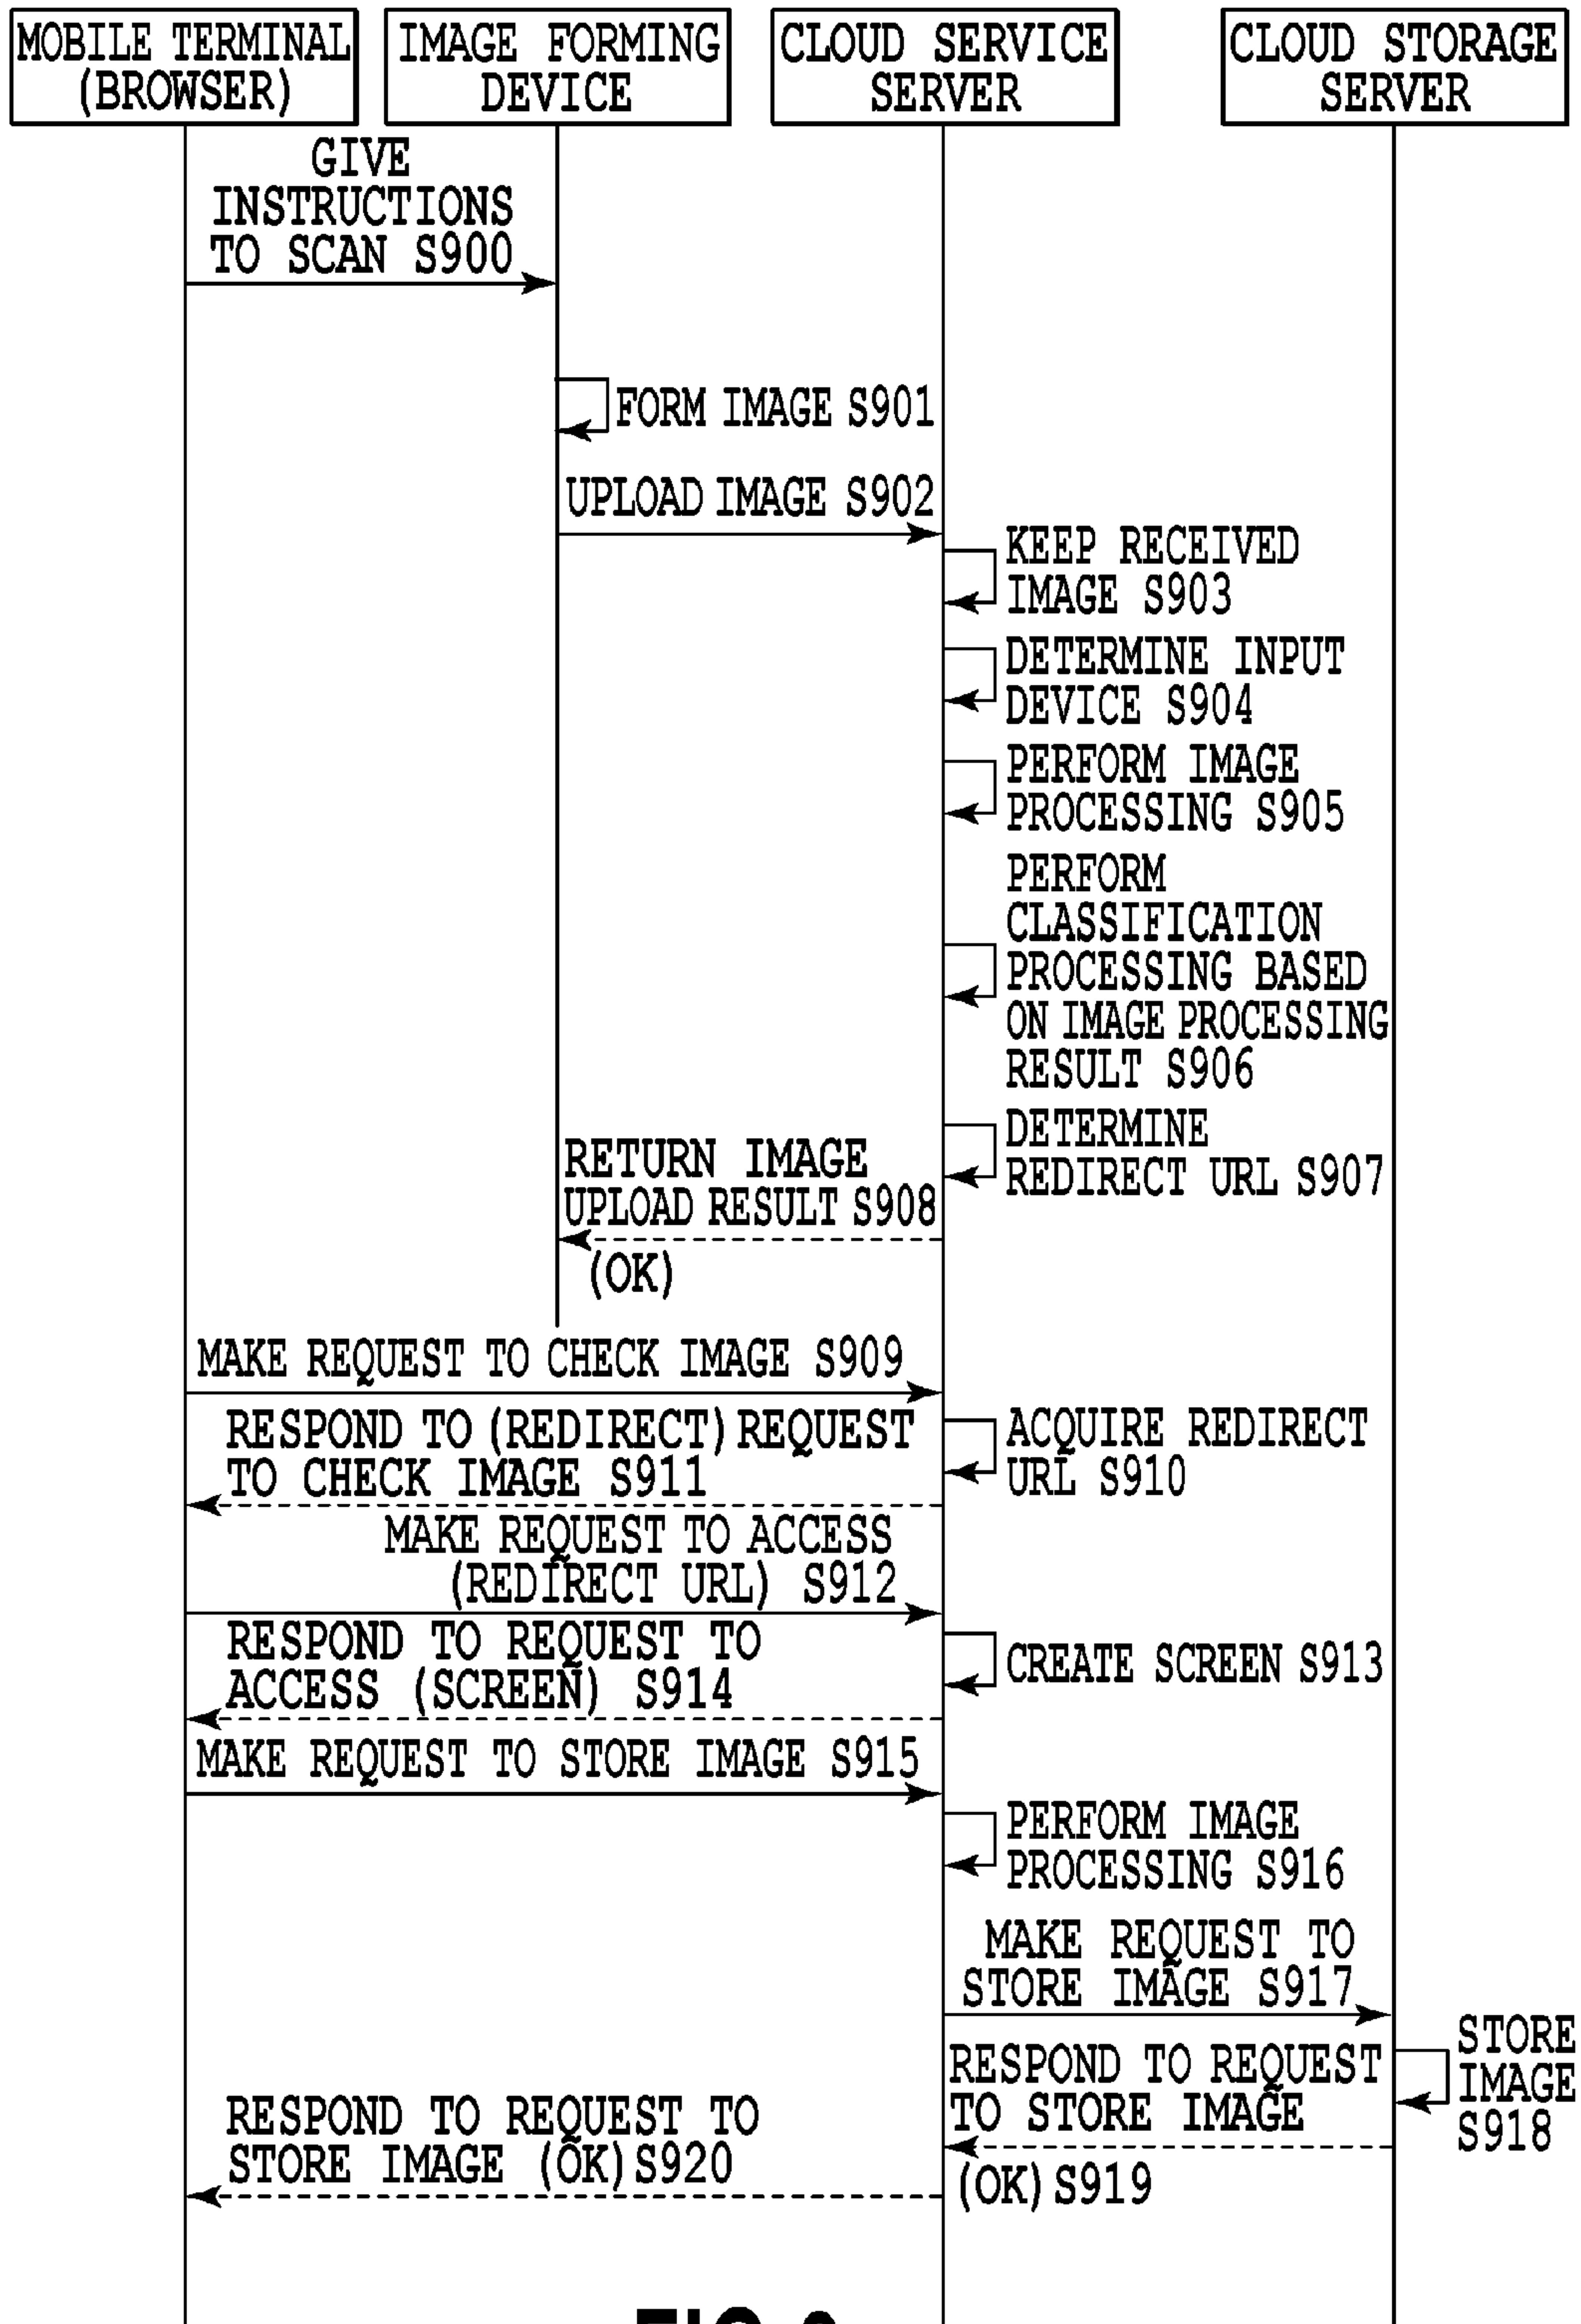 MOBILE TERMINAL
(BROWSER)
IMAGE FORMING
DEVICE
CLOUD SERVICE
SERVER
CLOUD STORAGE
SERVER
GIVE
INSTRUCTIONS
TO SCAN S900
FORM IMAGE S901
UPLOAD IMAGE S902
KEEP RECEIVED
IMAGE S903
DETERMINE INPUT
DEVICE S904
PERFORM IMAGE
PROCESSING S905
PERFORM
CLASSIFICATION
PROCESSING BASED
ON IMAGE PROCESSING
RESULT S906
DETERMINE
REDIRECT URL S907
RETURN IMAGE
UPLOAD RESULT S908
(OK)
MAKE REQUEST TO CHECK IMAGE S909
ACQUIRE REDIRECT
URL S910
RESPOND TO (REDIRECT) REQUEST
TO CHECK IMAGE S911
MAKE REQUEST TO ACCESS
(REDIRECT URL) S912
CREATE SCREEN S913
RESPOND TO REQUEST TO
ACCESS (SCREEN) S914
MAKE REQUEST TO STORE IMAGE S915
PERFORM IMAGE
PROCESSING S916
MAKE REQUEST TO
STORE IMAGE S917
STORE
IMAGE
S918
RESPOND TO REQUEST
TO STORE IMAGE
(OK) S919
RESPOND TO REQUEST TO
STORE IMAGE (OK) S920